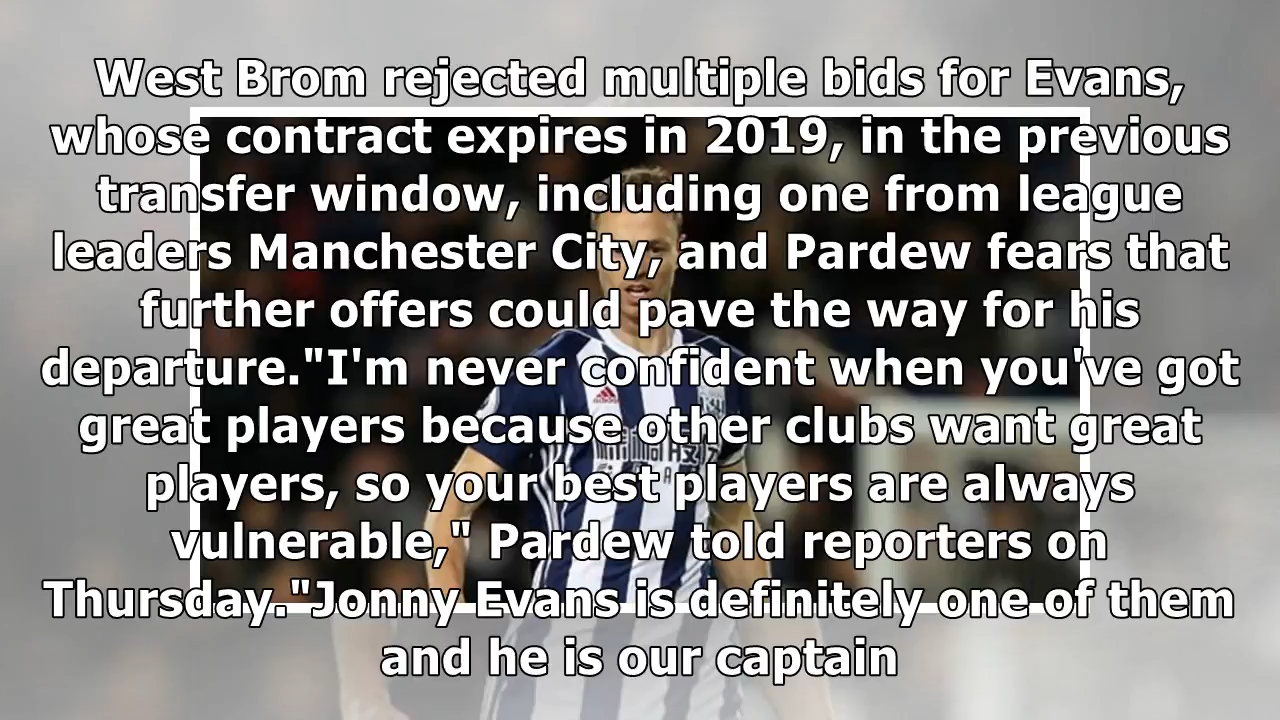 West Brom rejected multiple bids for Evans,
whose contract expires in 2019, in the previous
transfer window, including one from league
leaders Manchester City, and Pardew fears that
further offers could pave the way for his
departure."I'm never confident when you've got
great players because other clubs want great
players, so your best players are always
vulnerable," Pardew told reporters on
Thursday."Jonny Evans is definitely one of them
and he is our captain